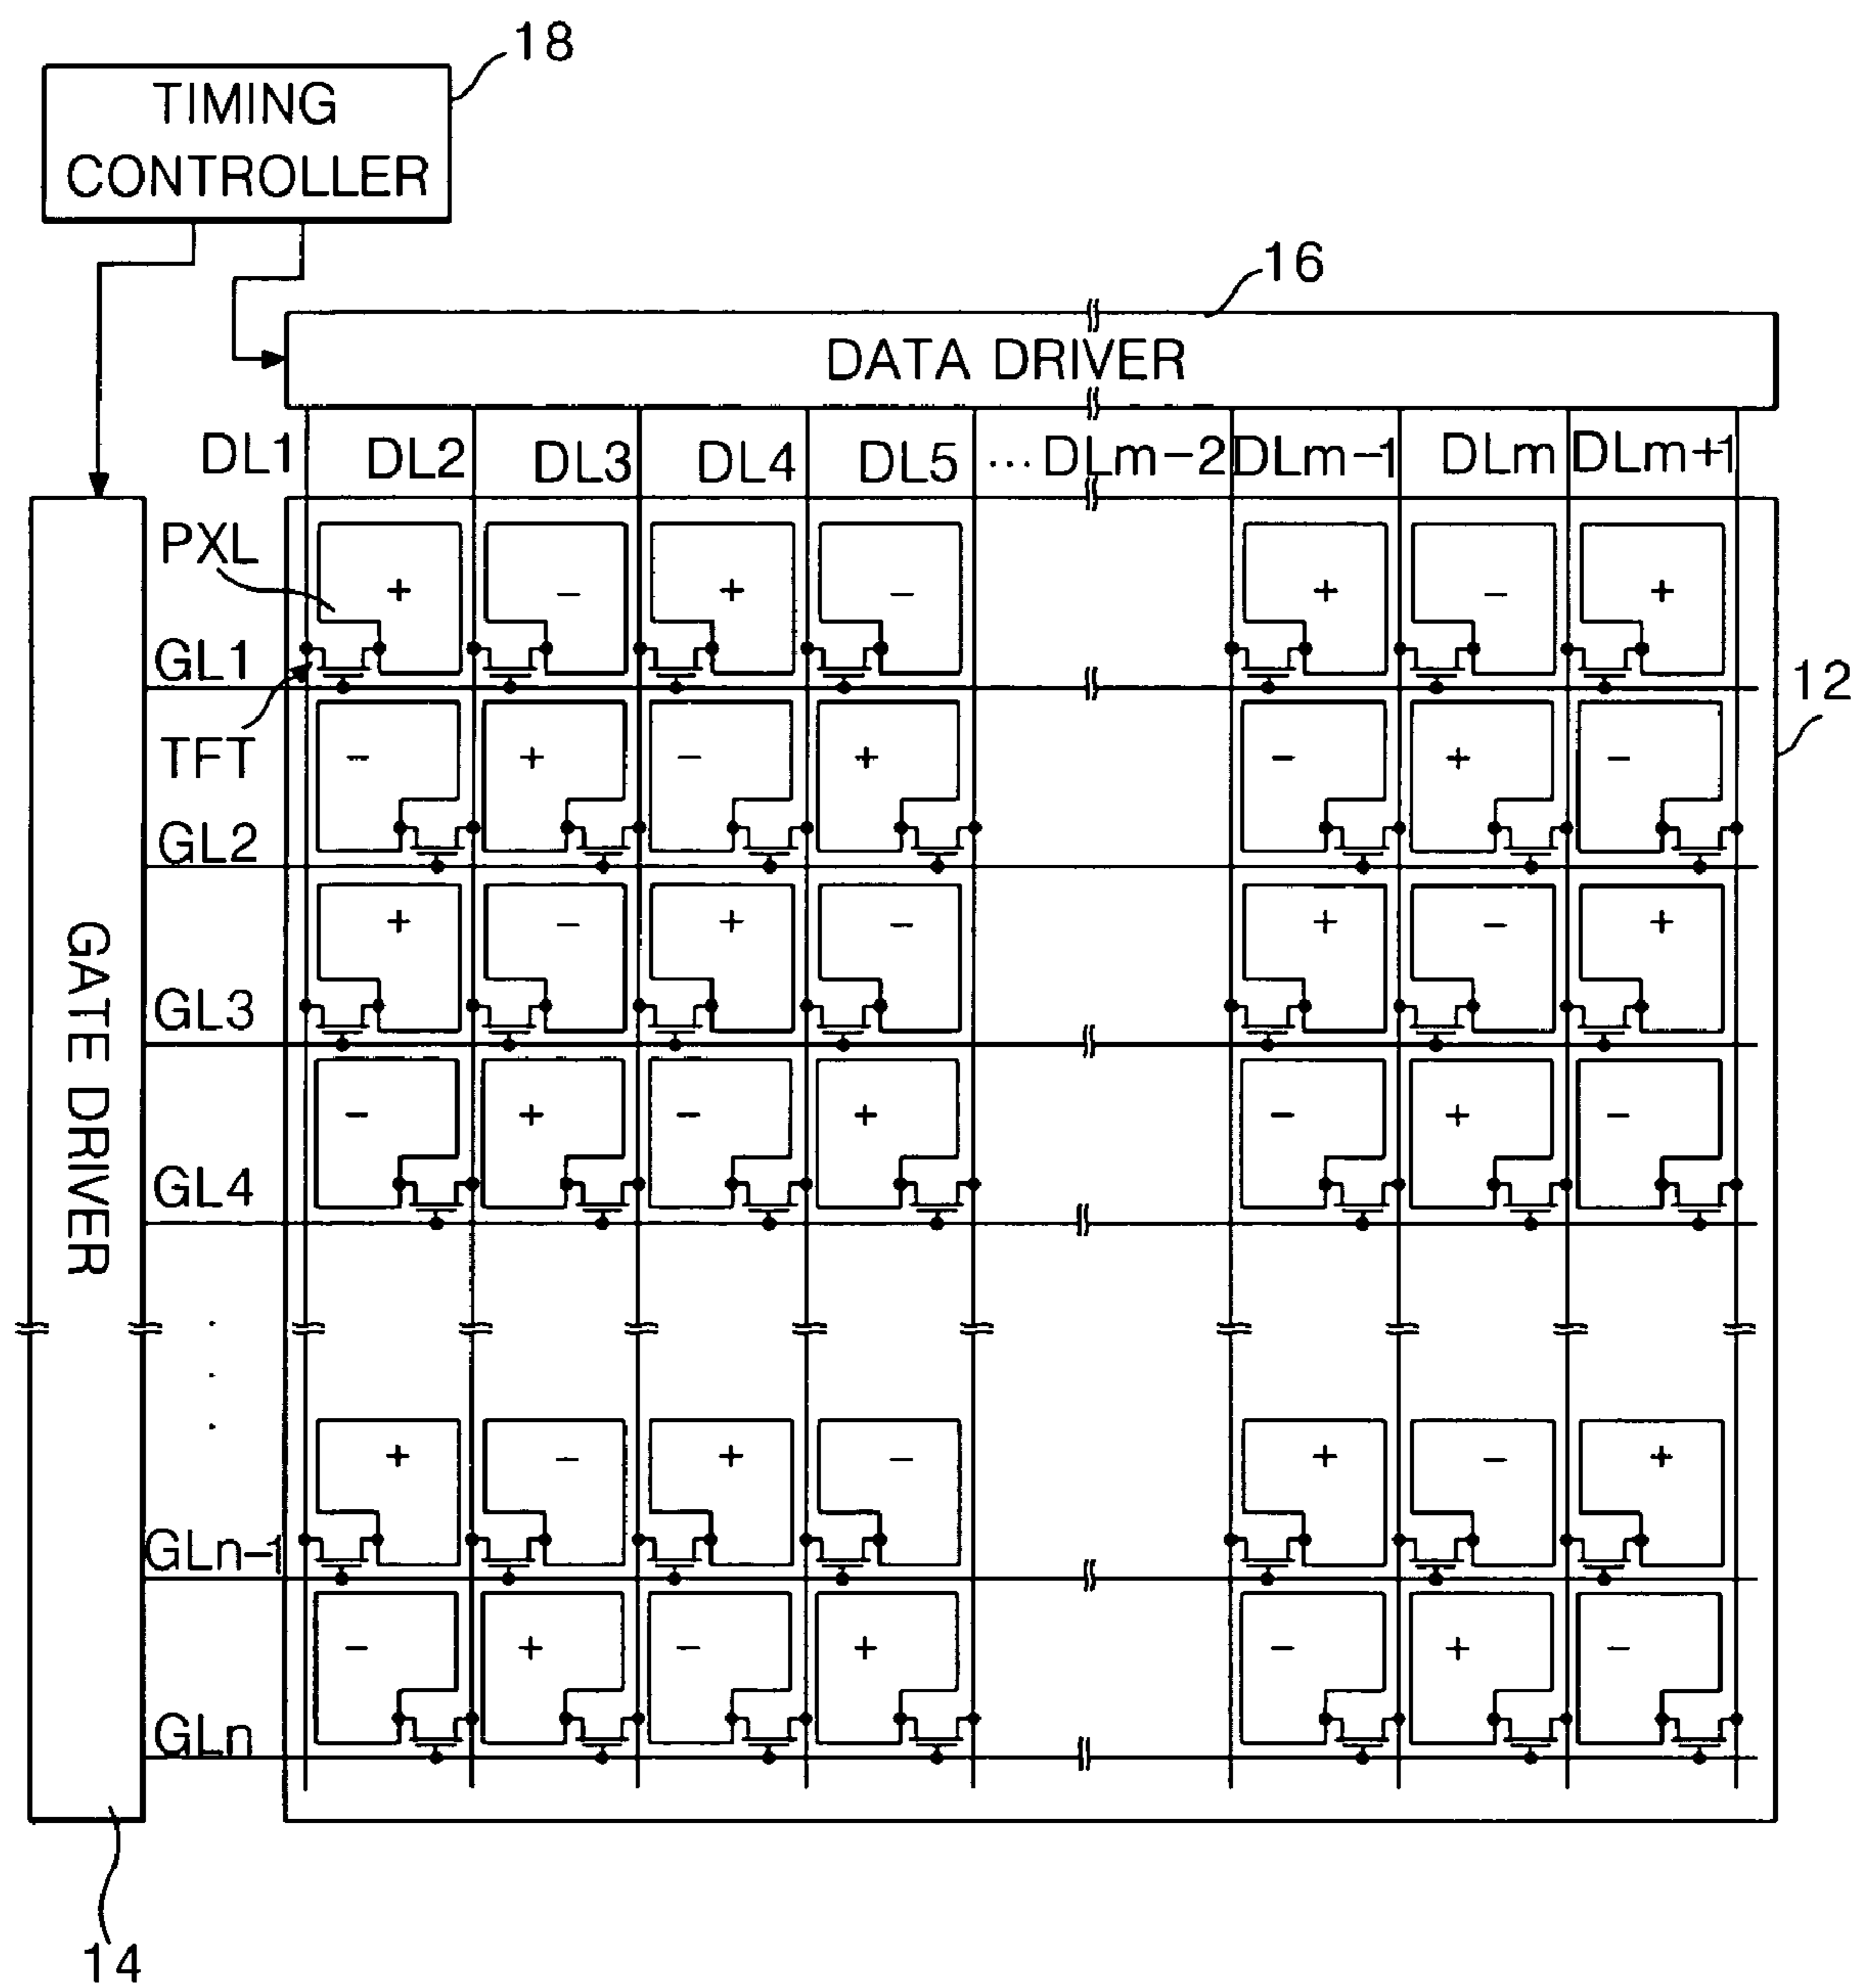 18
TIMING
CONTROLLER
16
DATA DRIVER
DL1 DL2 DL3 DL4 DL5 ... DLm-2 DLm-1 DLm DLm+1
PXL
+ - + - + - +
GL1
12
TFT
- + - + - + -
GL2
+ - + - + - +
GL3
GATE DRIVER
- + - + - + -
GL4
+ - + - + - +
GLn-1
- + - + - + -
GLn
14